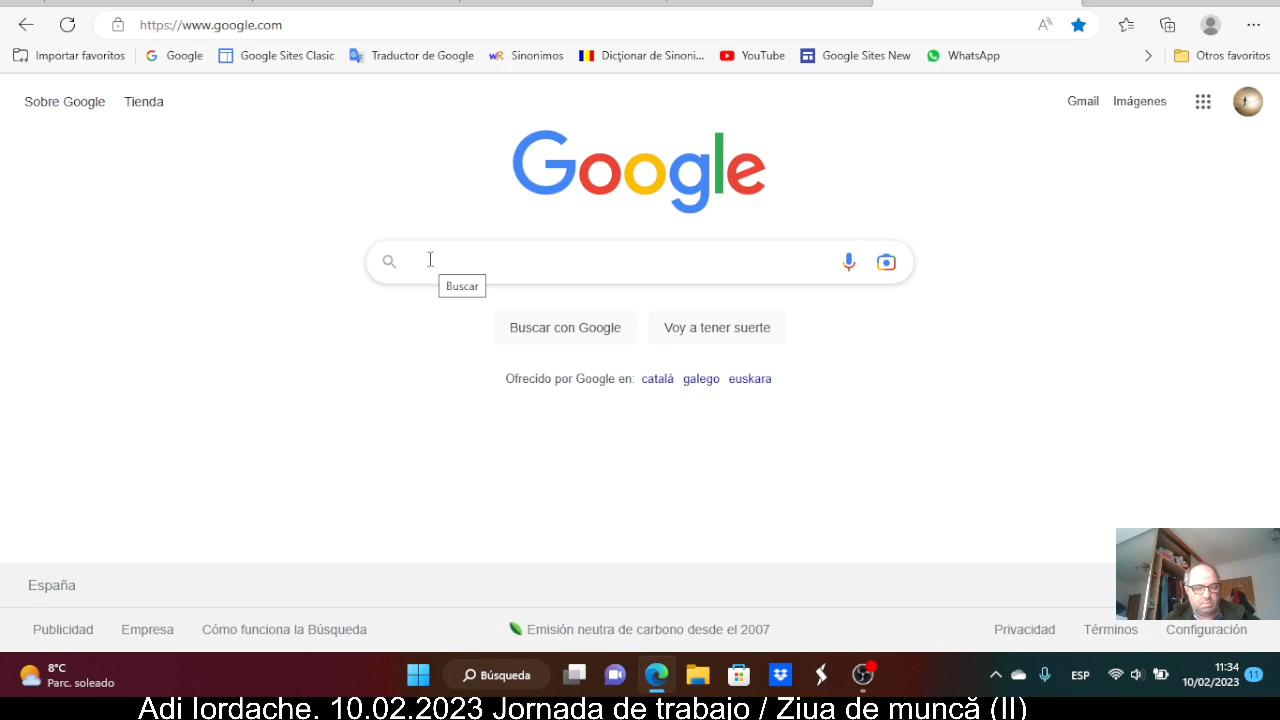 https://www.google.com
Importar favoritos Google Google Sites Clasic Traductor de Google Sinonimos Dicționar de Sinoni... YouTube Google Sites New WhatsApp Otros favoritos
Sobre Google Tienda Gmail Imágenes
Google
Buscar
Buscar con Google Voy a tener suerte
Ofrecido por Google en: català galego euskara
España
Publicidad Empresa Cómo funciona la Búsqueda Emisión neutra de carbono desde el 2007 Privacidad Términos Configuración
8°C Búsqueda ESP 11:34
Parc. soleado 10/02/2023 11
Adi Iordache. 10.02.2023 Jornada de trabajo / Ziua de muncă (II)